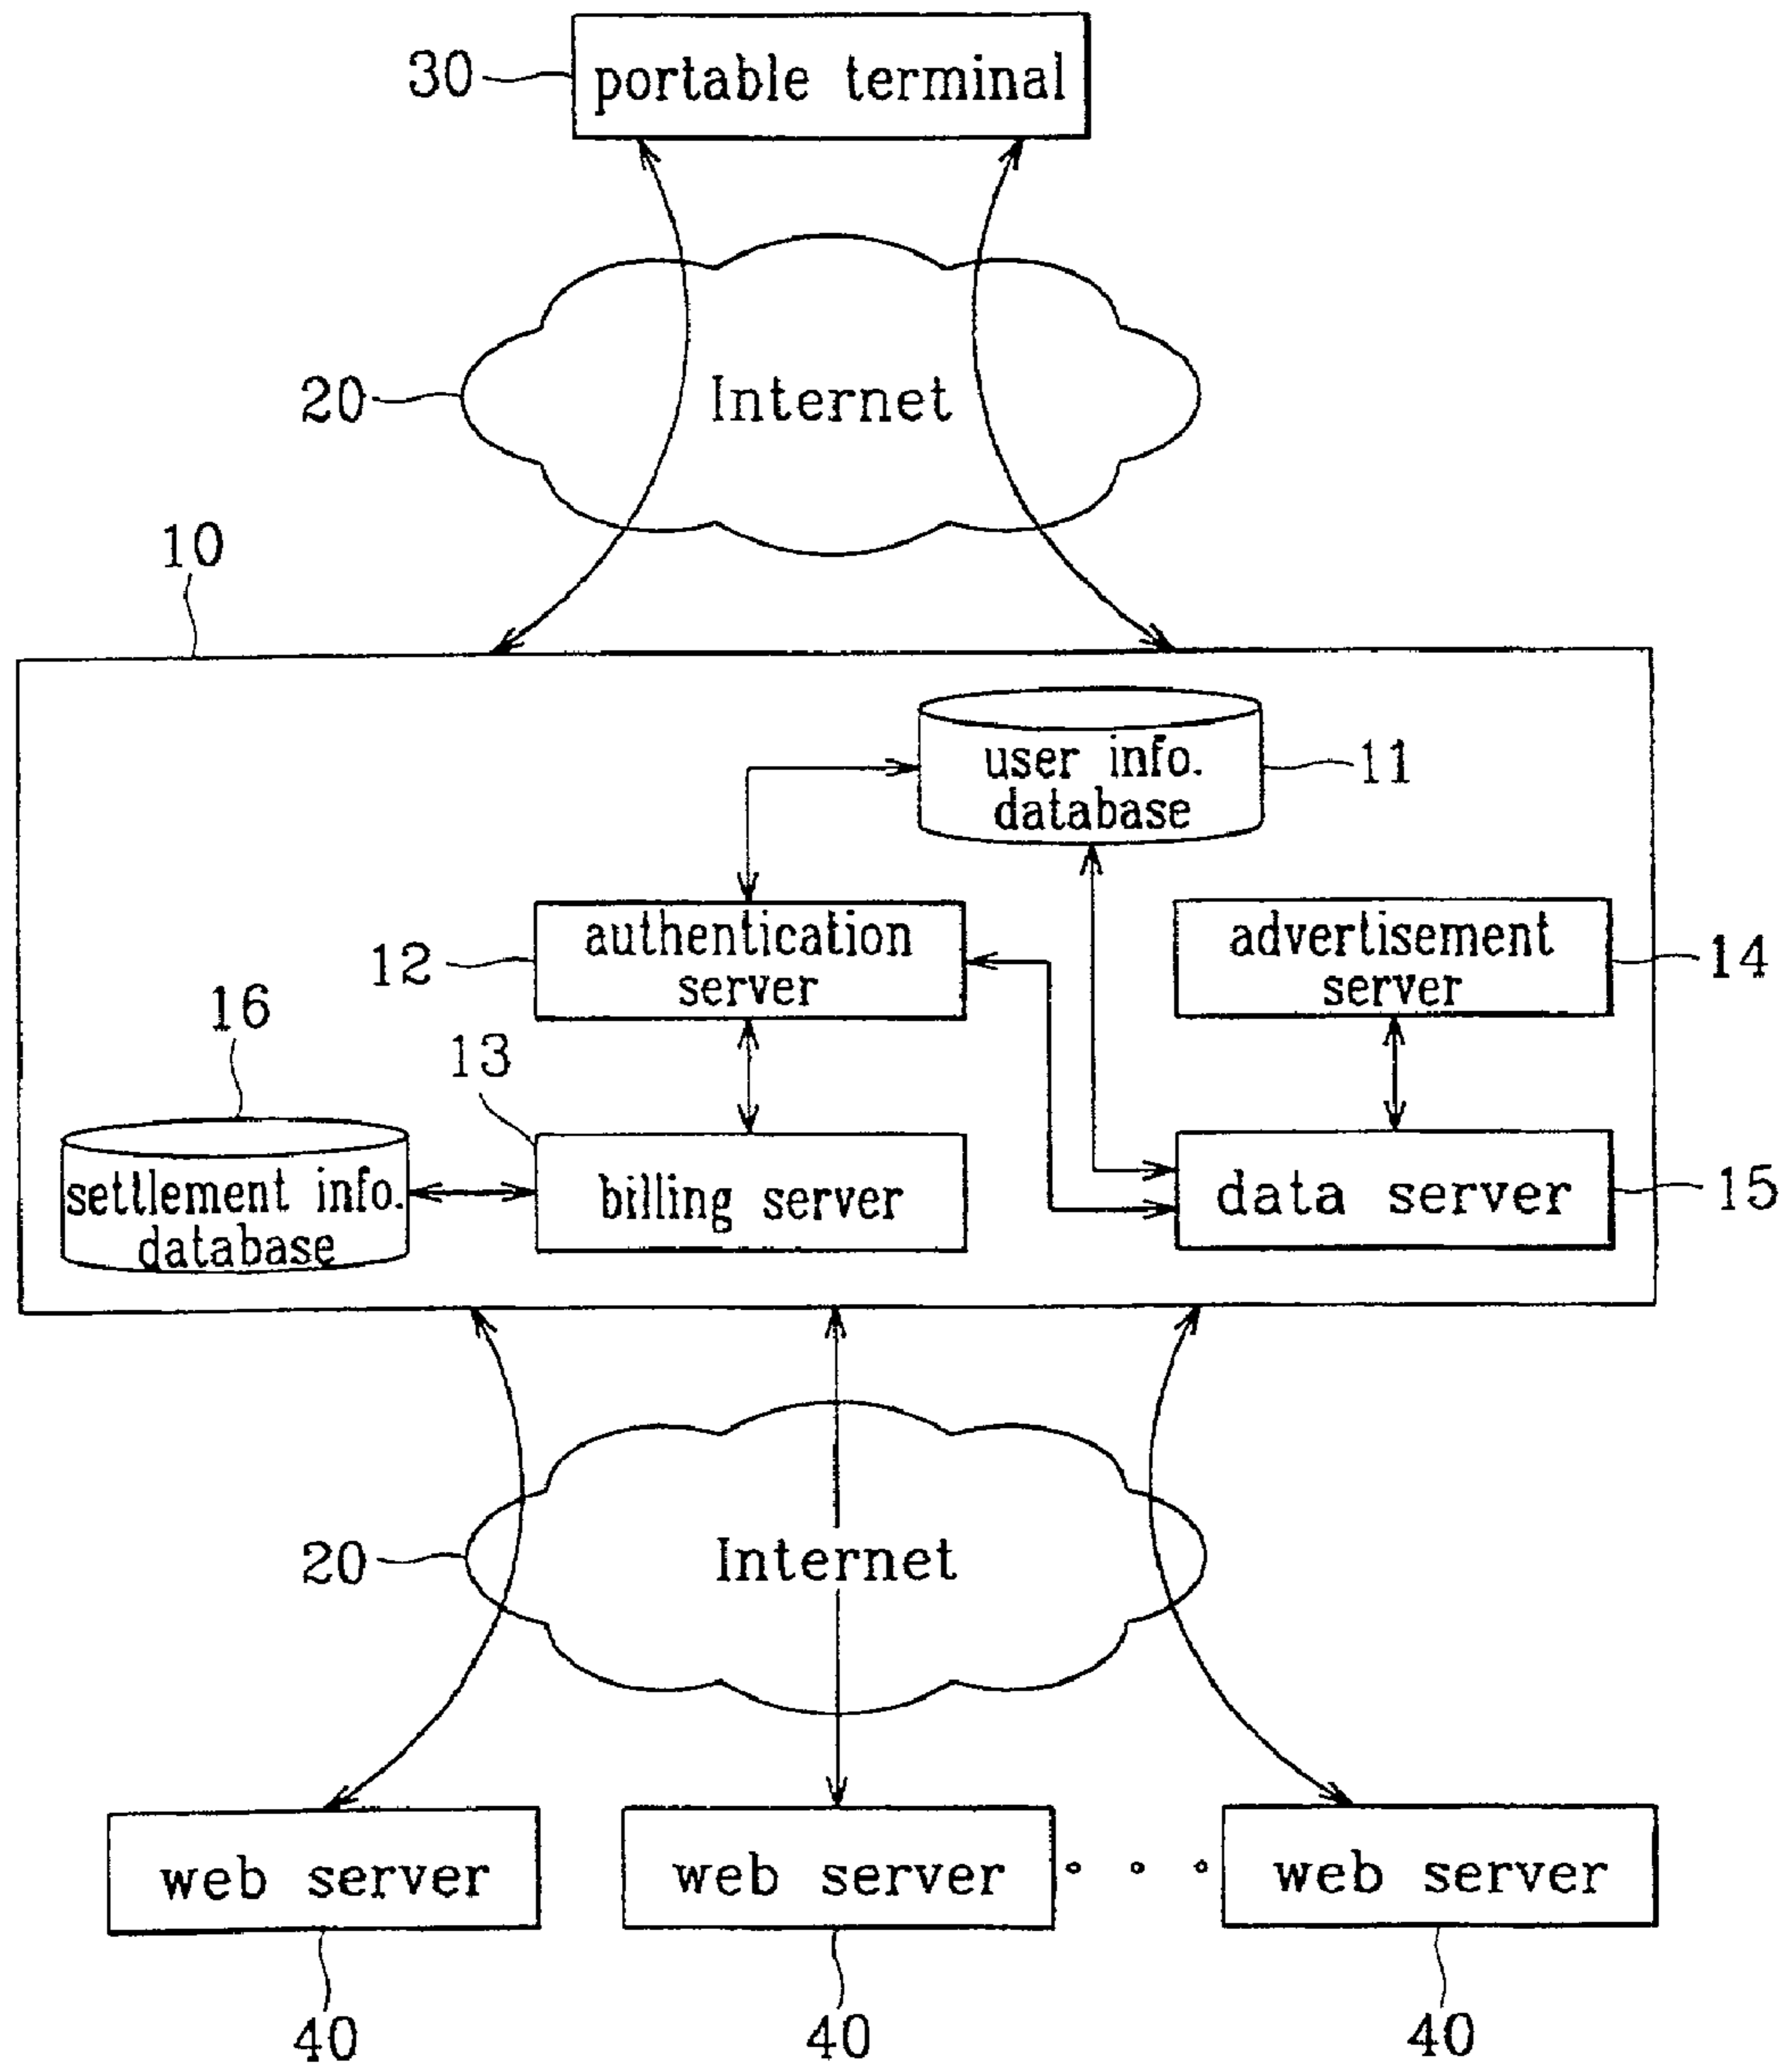 30
portable terminal
20
Internet
10
user info.
database
11
authentication
server
12
advertisement
server
14
16
13
settlement info.
database
billing server
data server
15
20
Internet
web server
web server
web server
40
40
40